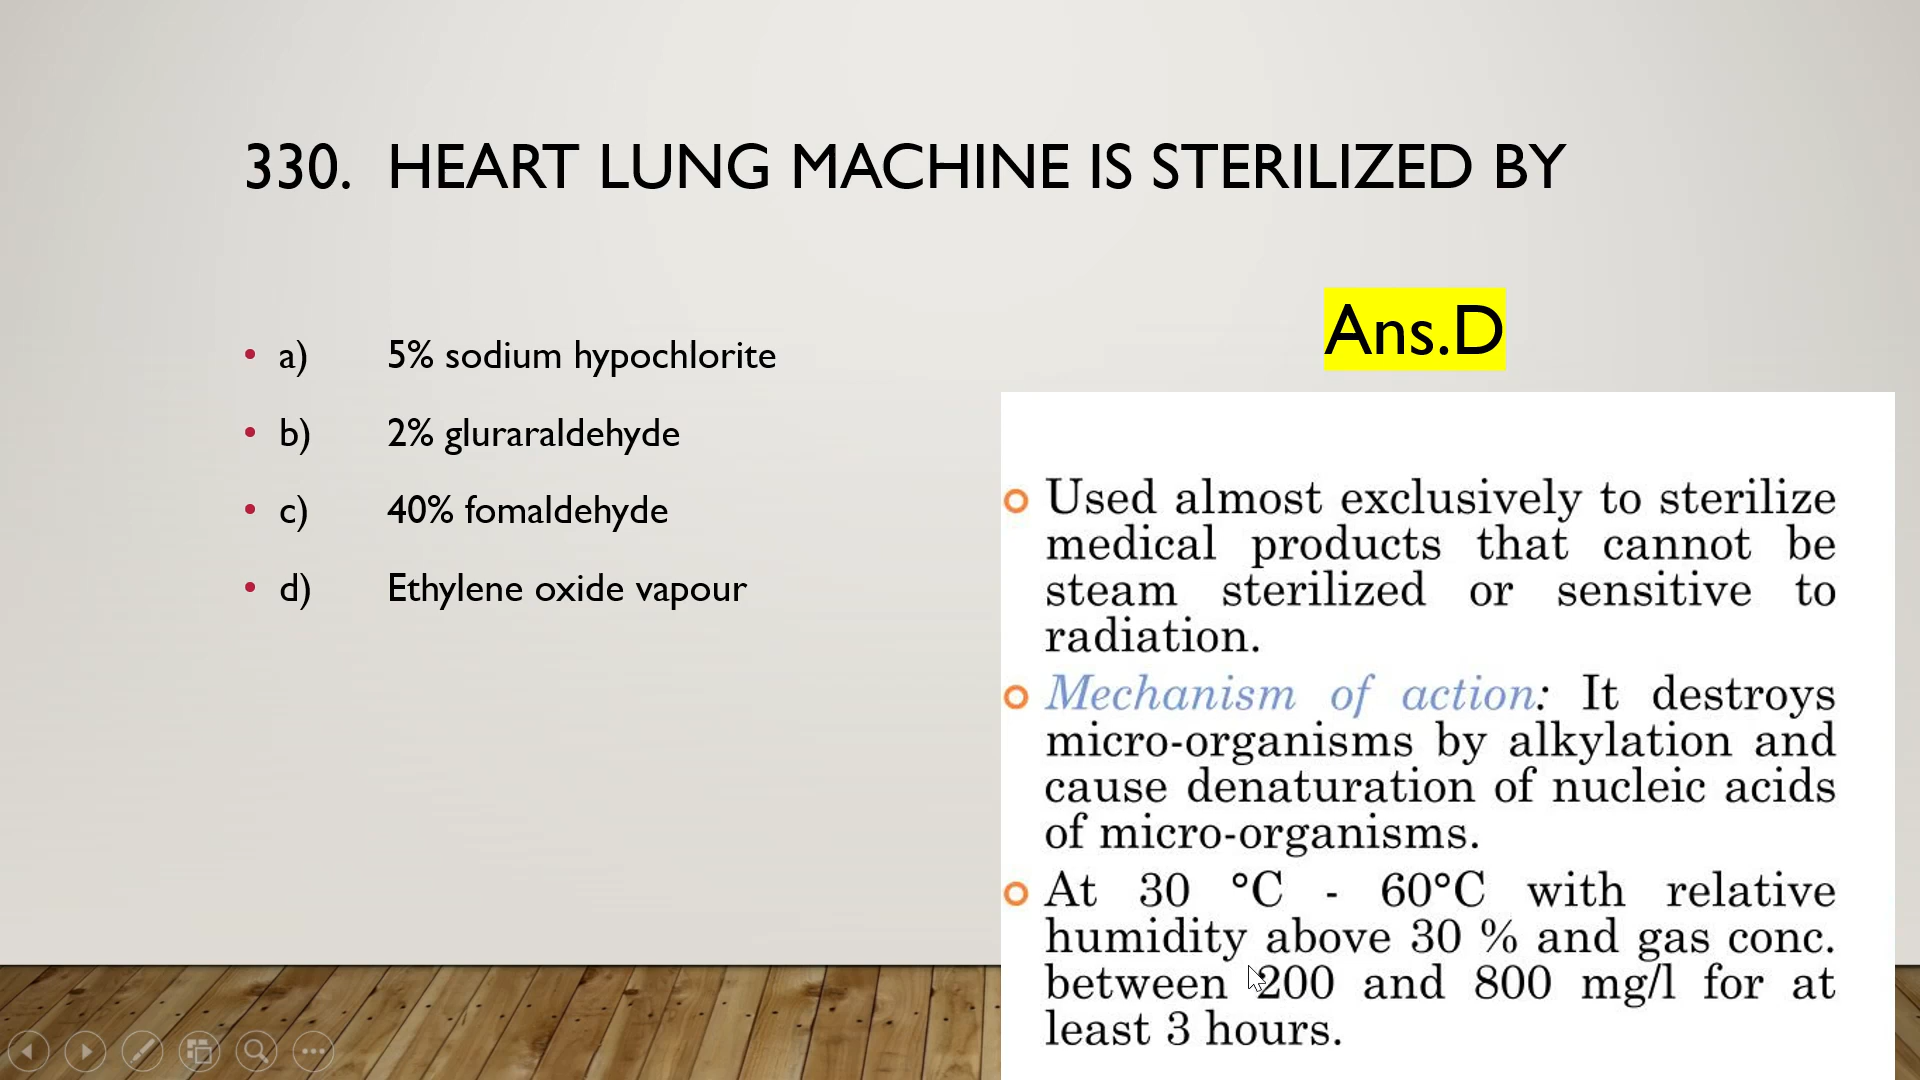 330. HEART LUNG MACHINE IS STERILIZED BY
• a) 5% sodium hypochlorite
• b) 2% gluraraldehyde
• c) 40% fomaldehyde
• d) Ethylene oxide vapour
Ans.D
Used almost exclusively to sterilize
medical products that cannot be
steam sterilized or sensitive to
radiation.
Mechanism of action: It destroys
micro-organisms by alkylation and
cause denaturation of nucleic acids
of micro-organisms.
At 30 °C - 60°C with relative
humidity above 30 % and gas conc.
between 200 and 800 mg/l for at
least 3 hours.